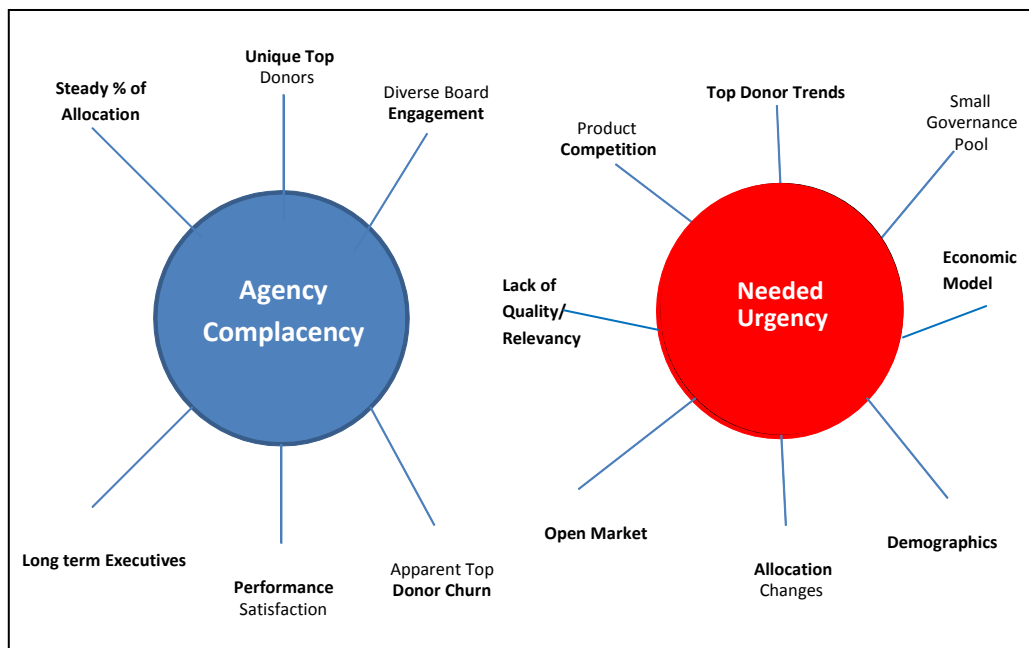 Unique Top
Donors
Steady % of
Allocation
Diverse Board
Engagement
Agency
Complacency
Long term Executives
Performance
Satisfaction
Apparent Top
Donor Churn
Top Donor Trends
Small
Governance
Pool
Product
Competition
Economic
Model
Lack of
Quality/
Relevancy
Needed
Urgency
Open Market
Allocation
Changes
Demographics